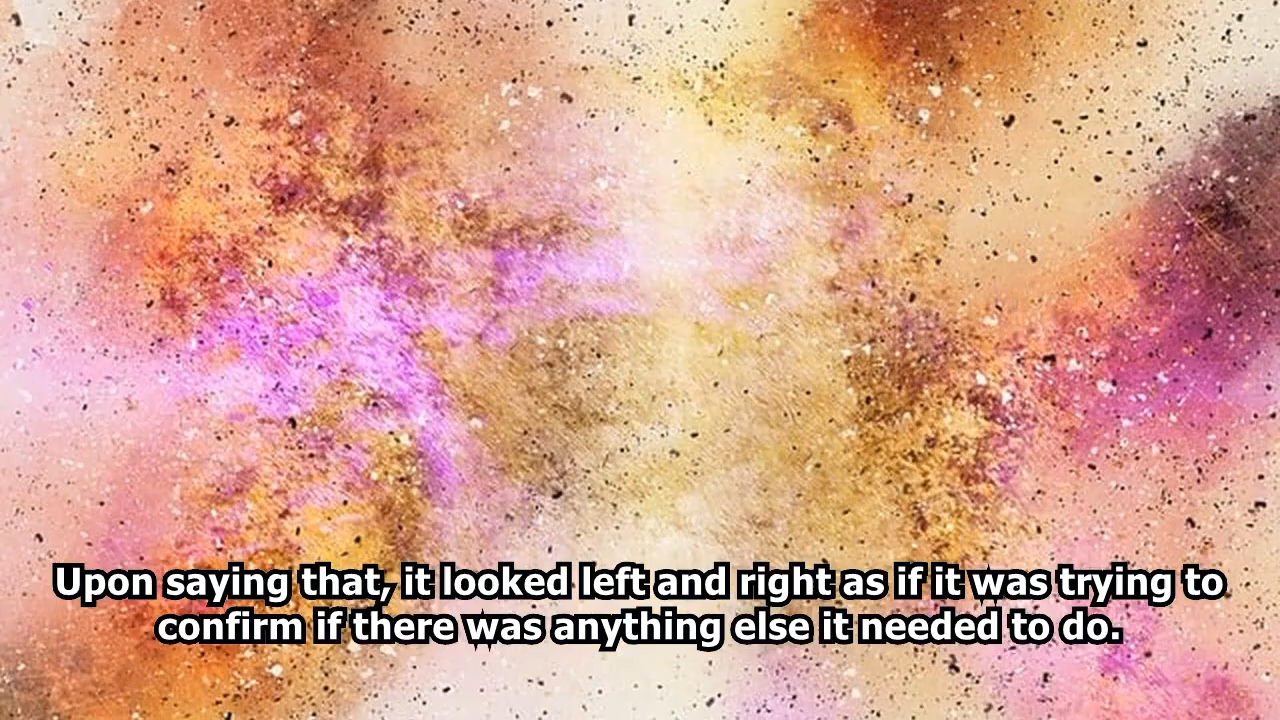 Upon saying that, it looked left and right as if it was trying to
confirm if there was anything else it needed to do.